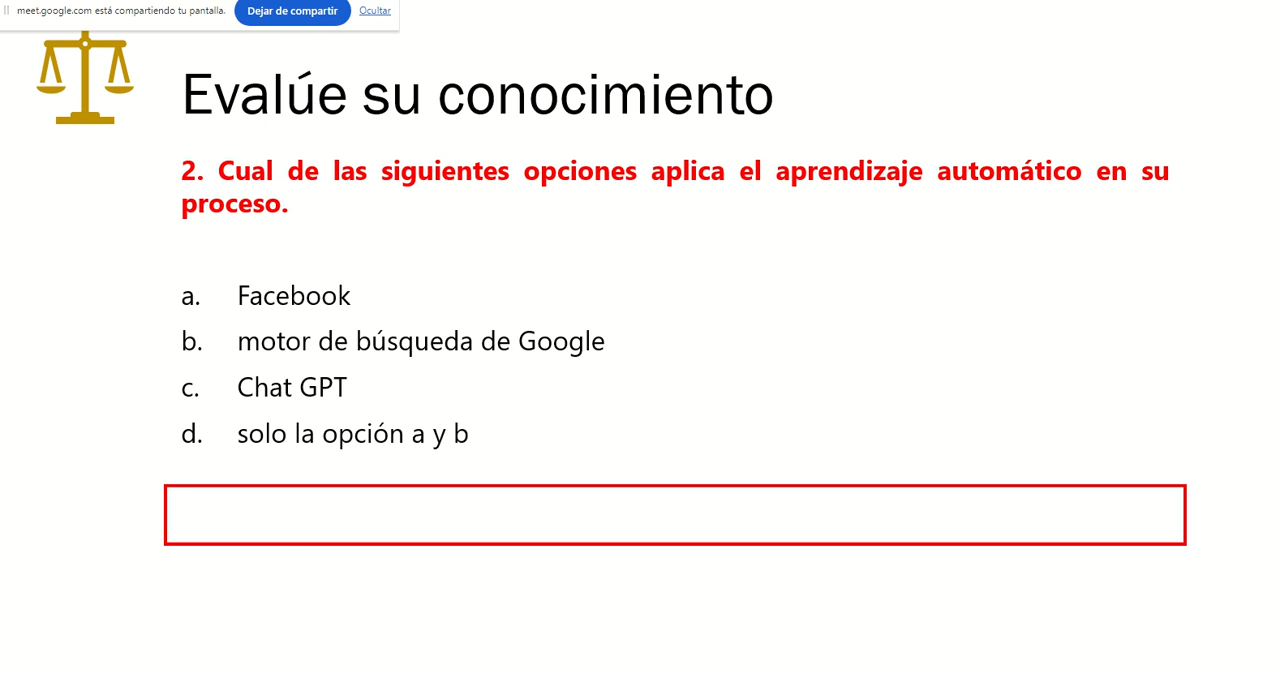 meet.google.com está compartiendo tu pantalla. Dejar de compartir Ocultar
Evalúe su conocimiento
2. Cual de las siguientes opciones aplica el aprendizaje automático en su
proceso.
a. Facebook
b. motor de búsqueda de Google
c. Chat GPT
d. solo la opción a y b